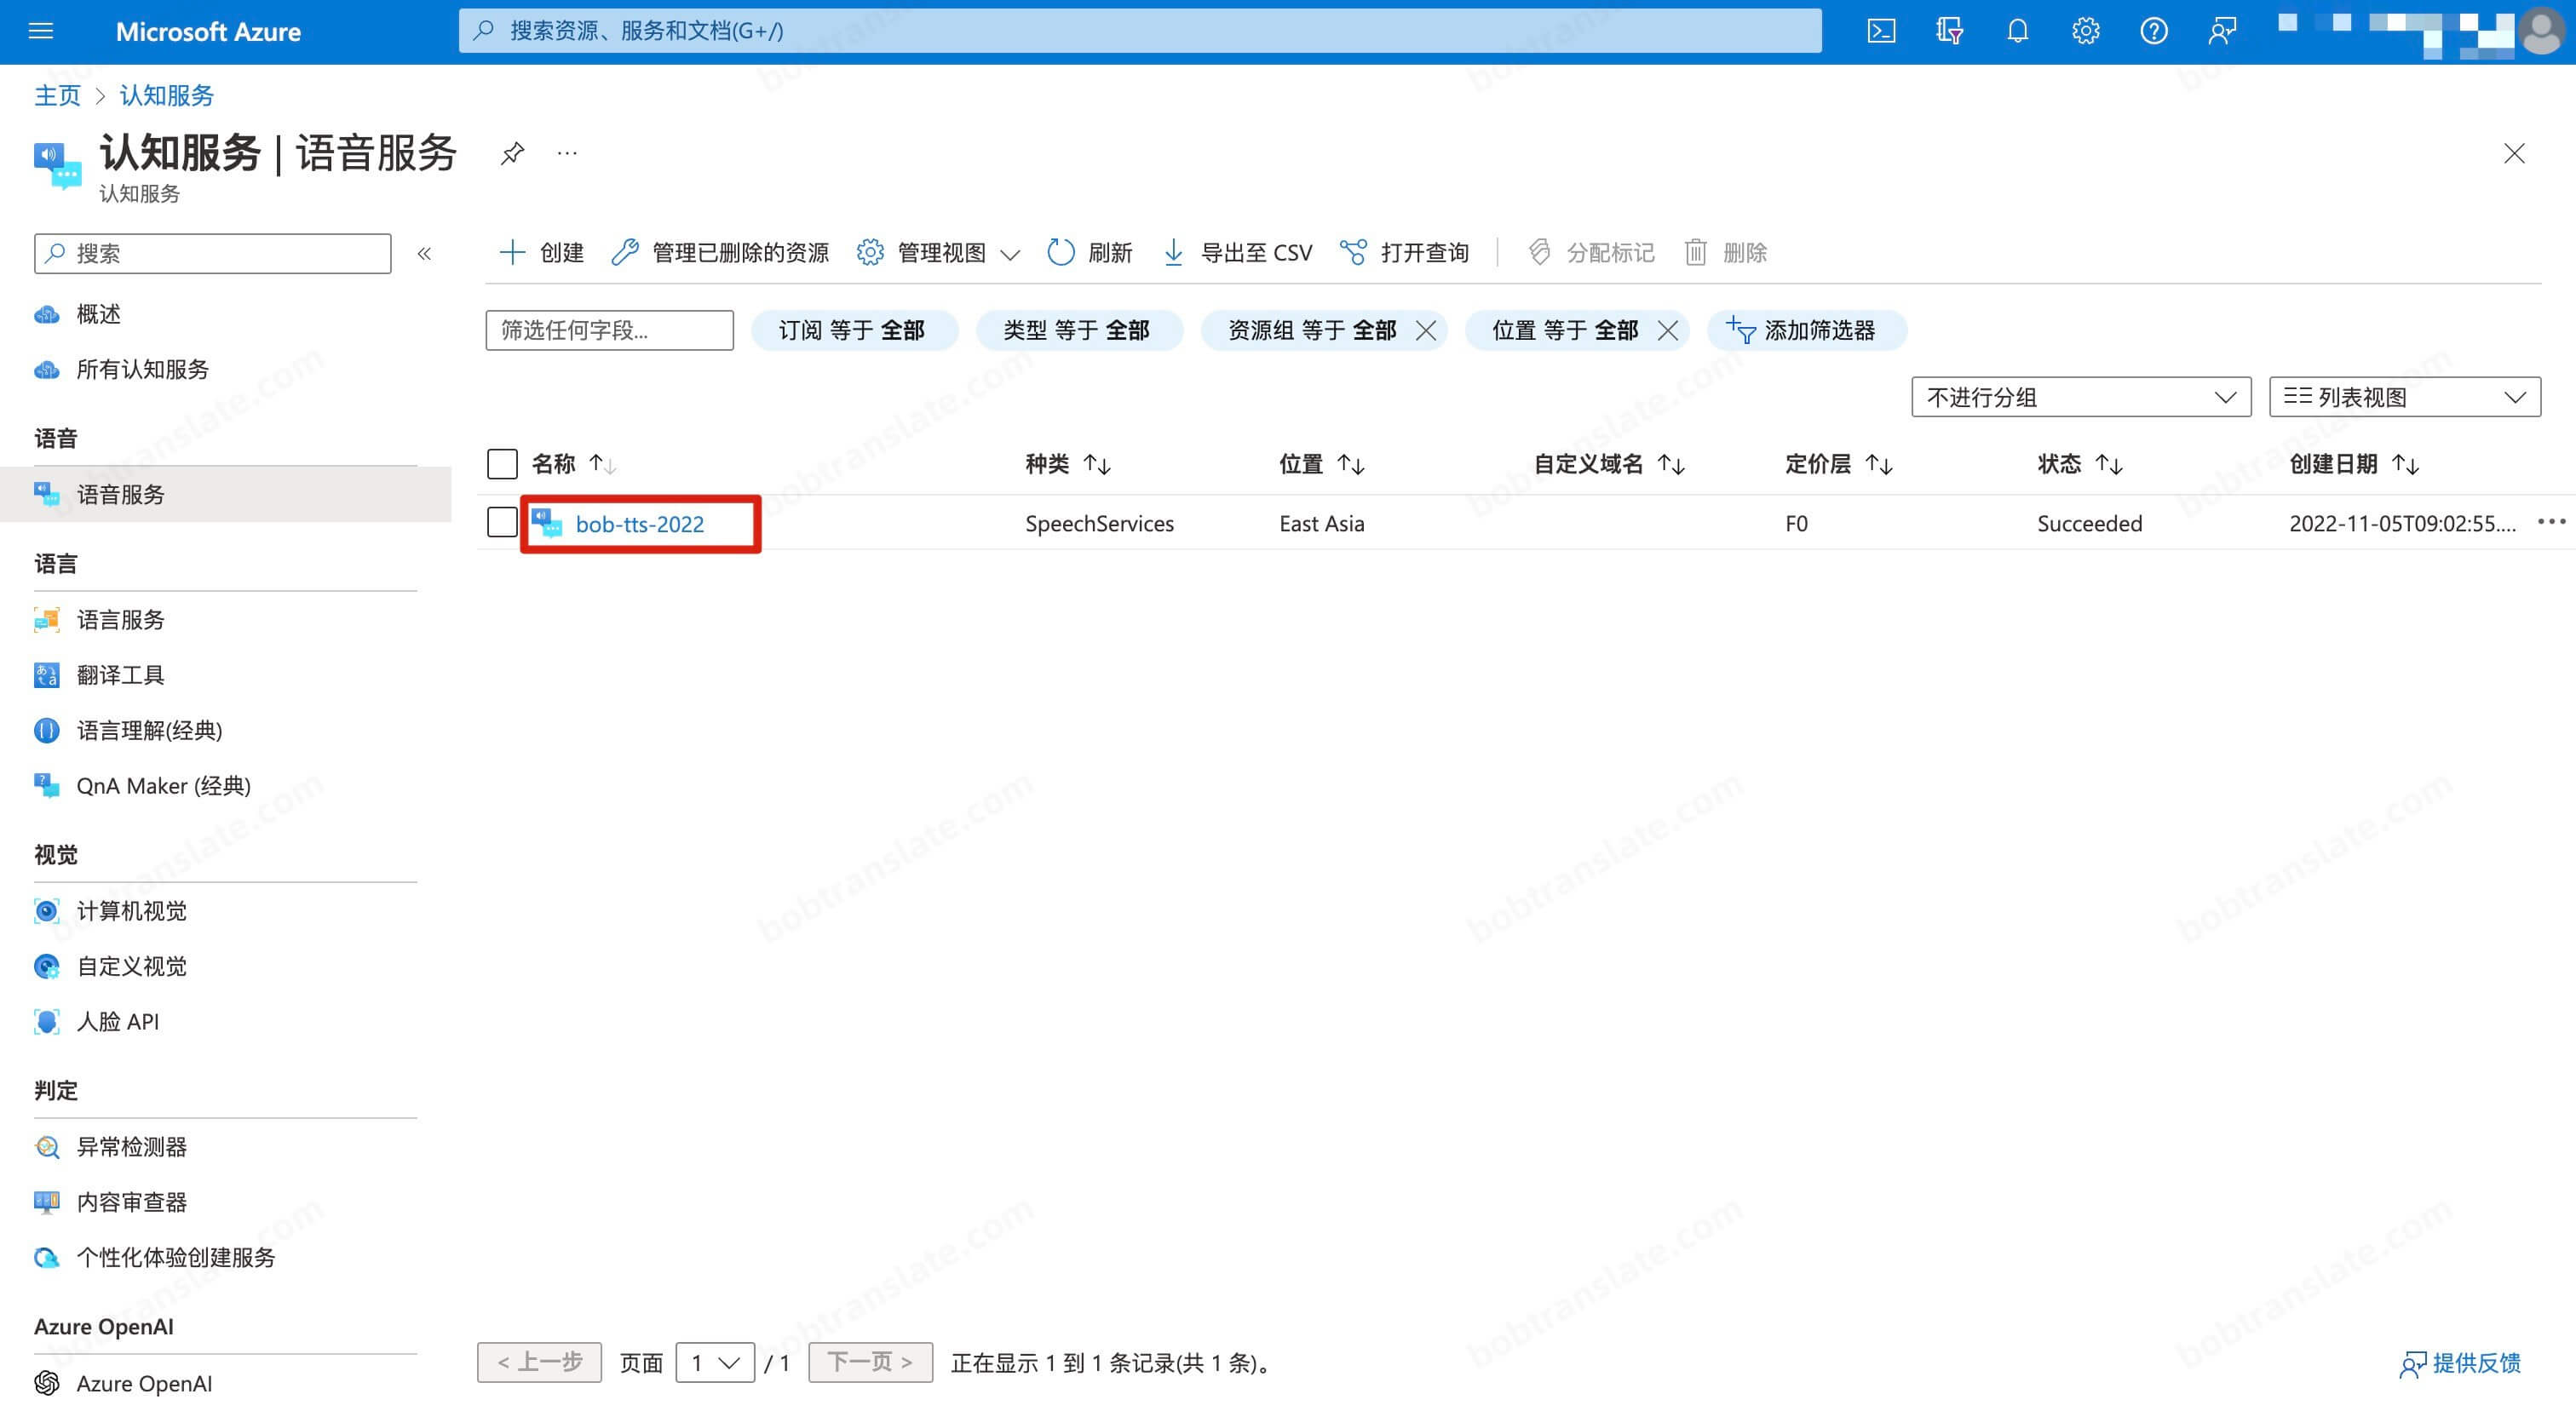 Microsoft Azure
搜索资源、服务和文档(G+/)
主页 > 认知服务
认知服务 | 语音服务
认知服务
搜索
创建 管理已删除的资源 管理视图 刷新 导出至 CSV 打开查询 分配标记 删除
概述
所有认知服务
语音
语音服务
语言
语言服务
翻译工具
语言理解(经典)
QnA Maker (经典)
视觉
计算机视觉
自定义视觉
人脸 API
判定
异常检测器
内容审查器
个性化体验创建服务
Azure OpenAI
Azure OpenAI
筛选任何字段... 订阅 等于 全部 类型 等于 全部 资源组 等于 全部 位置 等于 全部 添加筛选器
不进行分组 列表视图
名称 种类 位置 自定义域名 定价层 状态 创建日期
bob-tts-2022 SpeechServices East Asia F0 Succeeded 2022-11-05T09:02:55....
< 上一步 页面 1 / 1 下一页 > 正在显示 1 到 1 条记录(共 1 条)。
提供反馈
bobtranslate.com